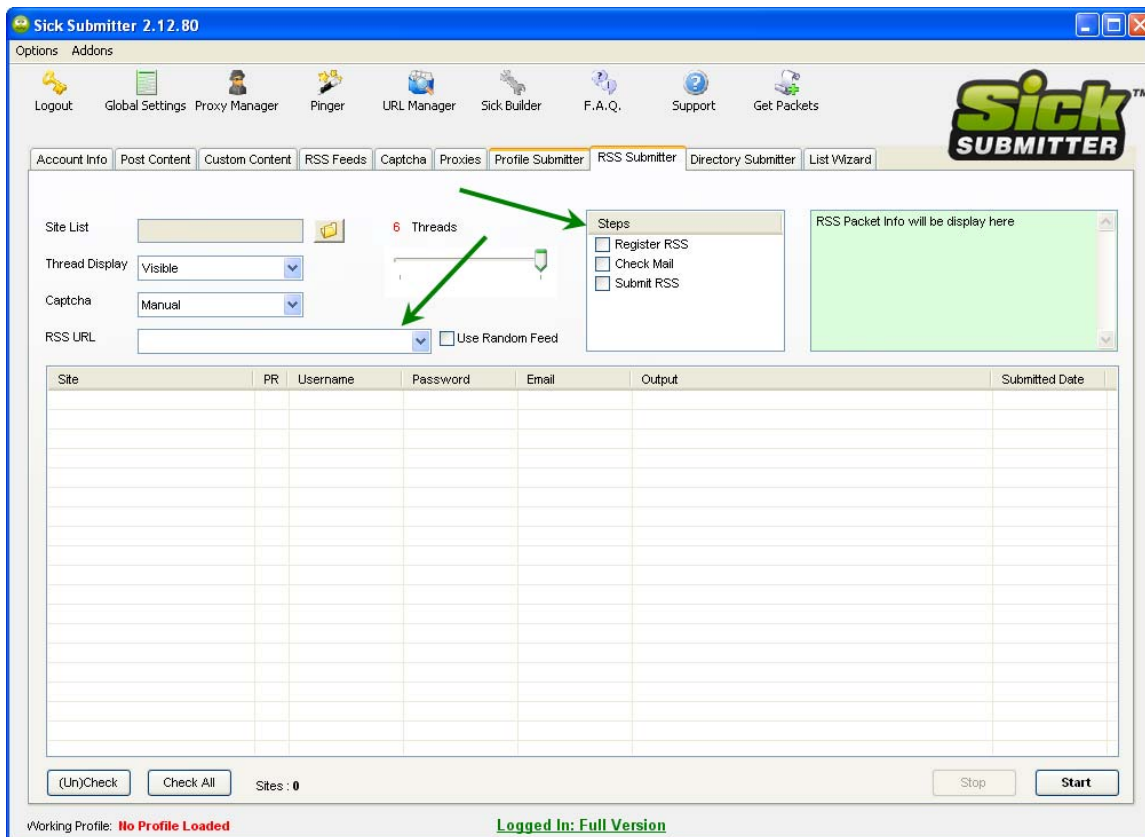 Sick Submitter 2.12.80
Options Addons
Logout Global Settings Proxy Manager Pinger URL Manager Sick Builder F.A.Q. Support Get Packets
Sick TM
SUBMITTER
Account Info Post Content Custom Content RSS Feeds Captcha Proxies Profile Submitter RSS Submitter Directory Submitter List Wizard
Site List 6 Threads
Thread Display Visible
Captcha Manual
RSS URL Use Random Feed
Steps
Register RSS
Check Mail
Submit RSS
RSS Packet Info will be display here
Site PR Username Password Email Output Submitted Date
(Un)Check Check All Sites : 0 Stop Start
Working Profile: No Profile Loaded Logged In: Full Version